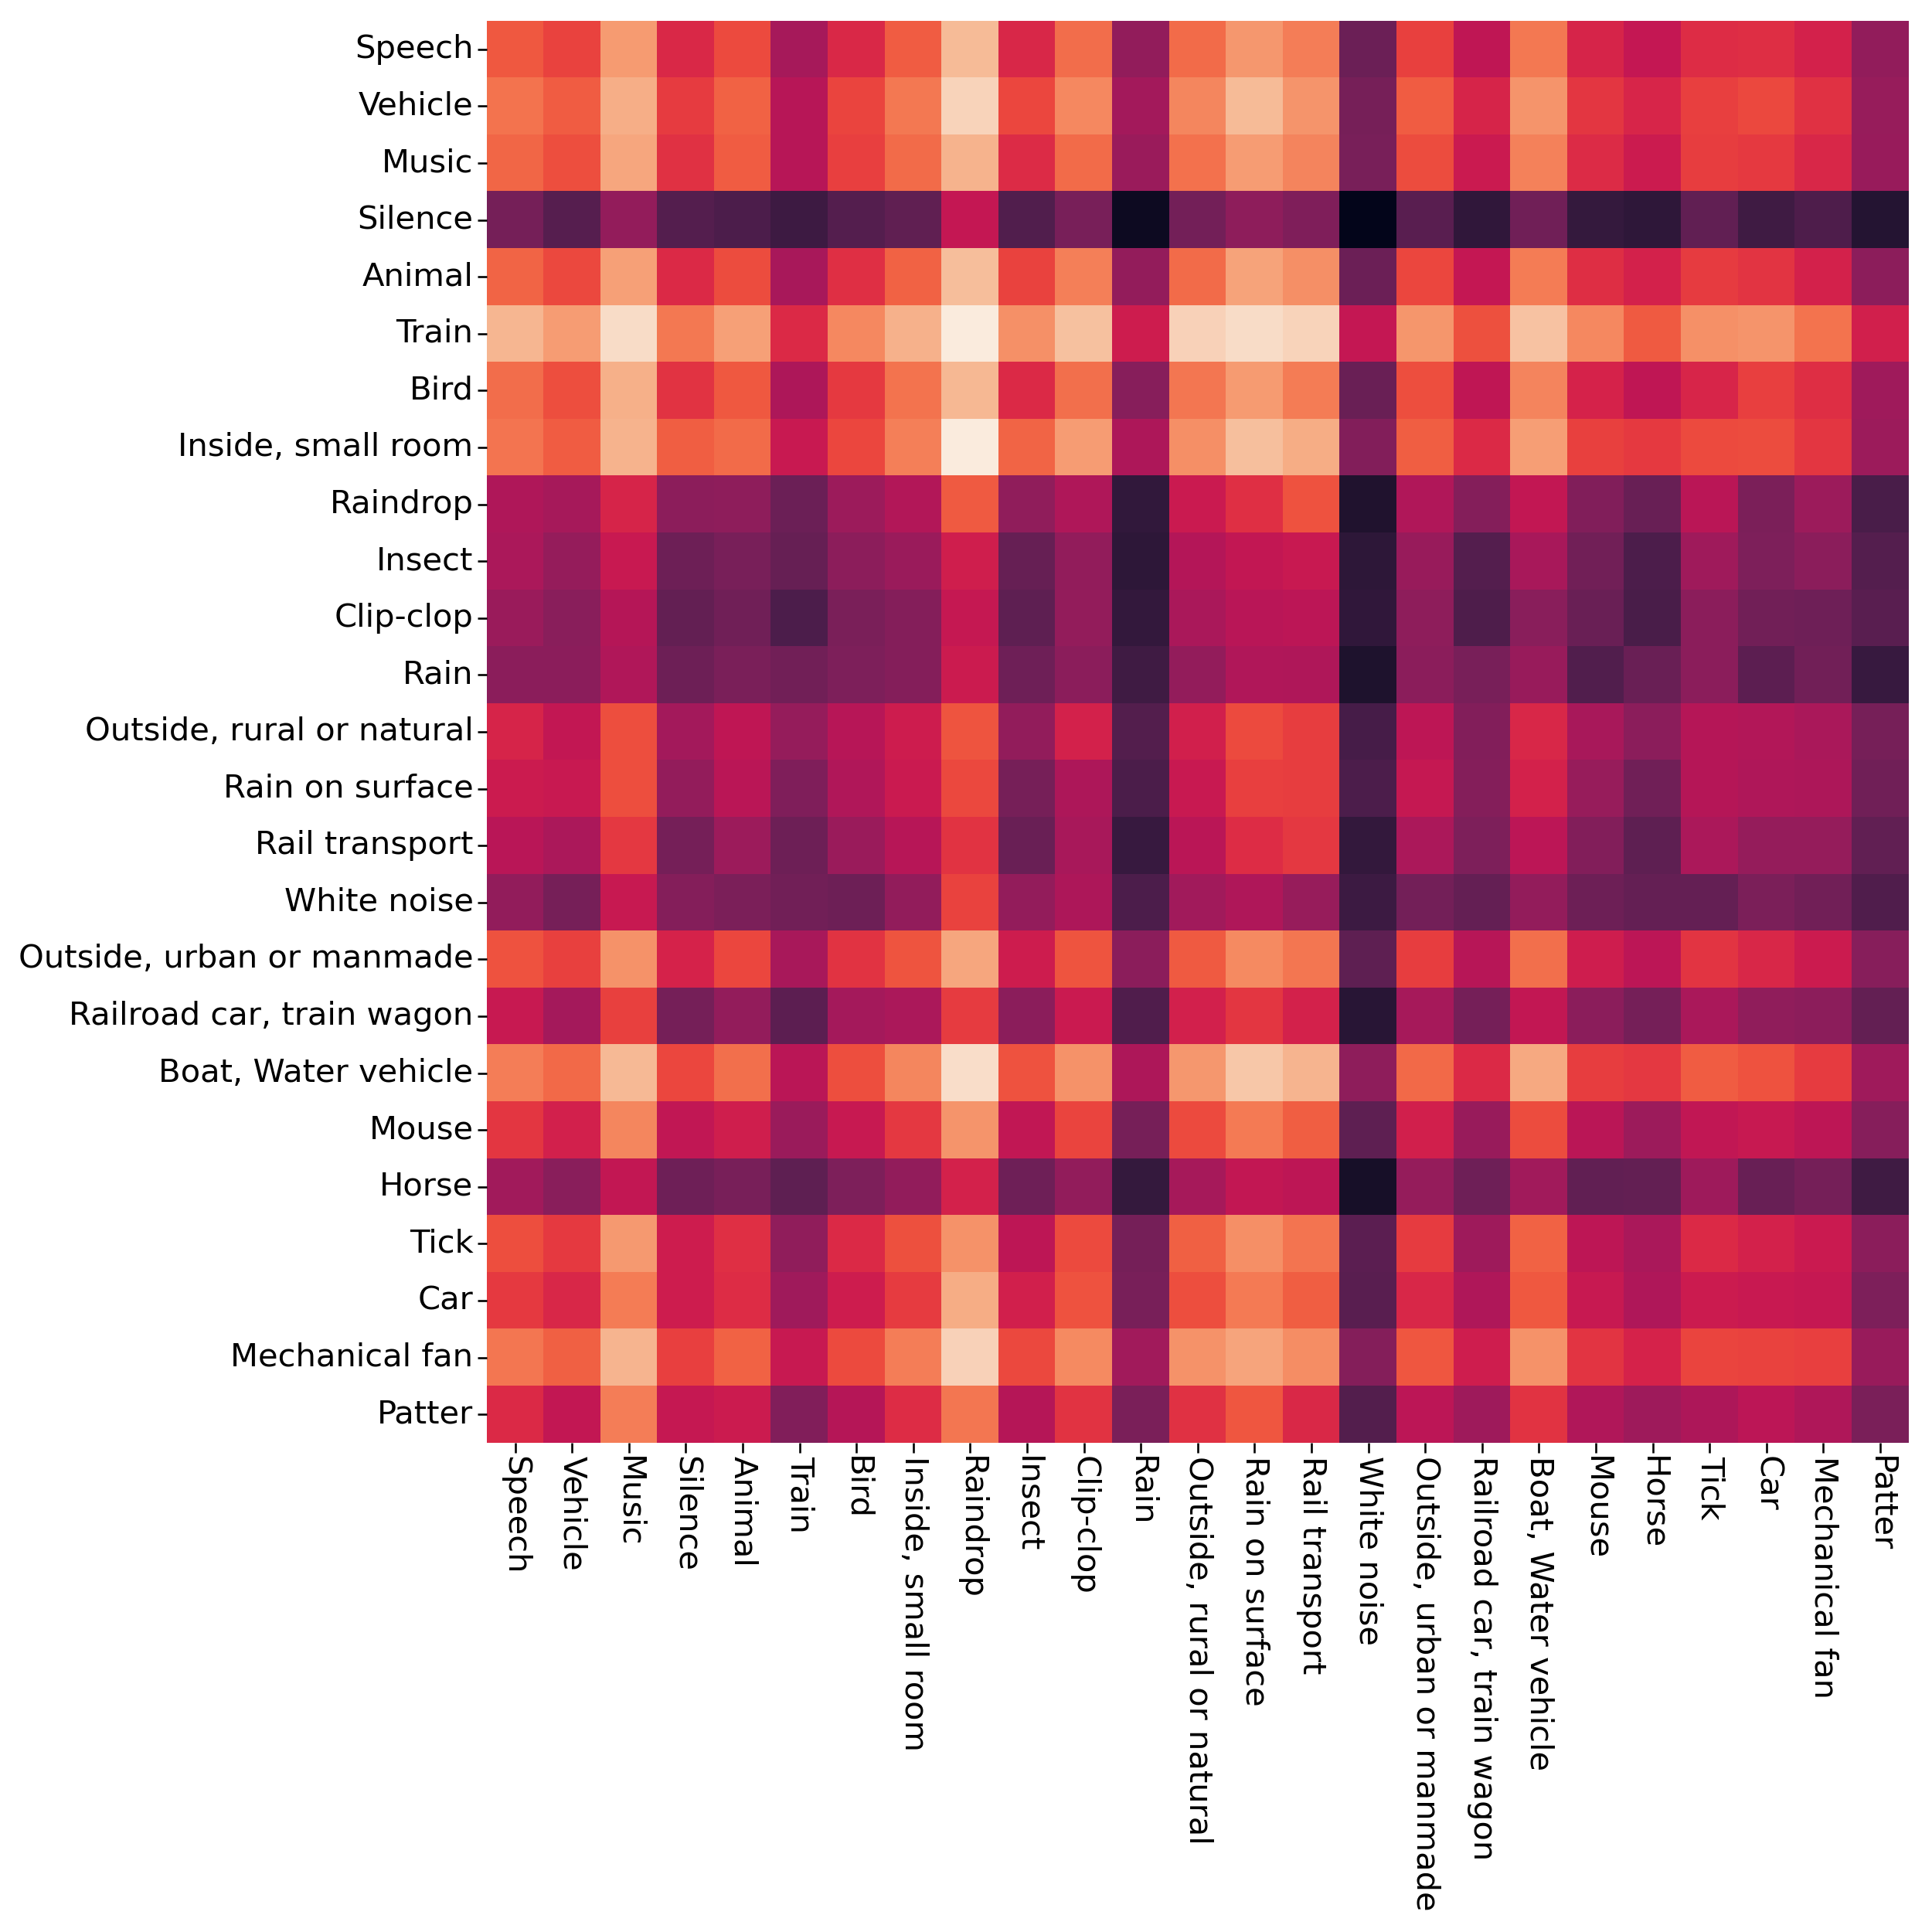 Speech
Vehicle
Music
Silence
Animal
Train
Bird
Inside, small room
Raindrop
Insect
Clip-clop
Rain
Outside, rural or natural
Rain on surface
Rail transport
White noise
Outside, urban or manmade
Railroad car, train wagon
Boat, Water vehicle
Mouse
Horse
Tick
Car
Mechanical fan
Patter
Speech
Vehicle
Music
Silence
Animal
Train
Bird
Inside, small room
Raindrop
Insect
Clip-clop
Rain
Outside, rural or natural
Rain on surface
Rail transport
White noise
Outside, urban or manmade
Railroad car, train wagon
Boat, Water vehicle
Mouse
Horse
Tick
Car
Mechanical fan
Patter